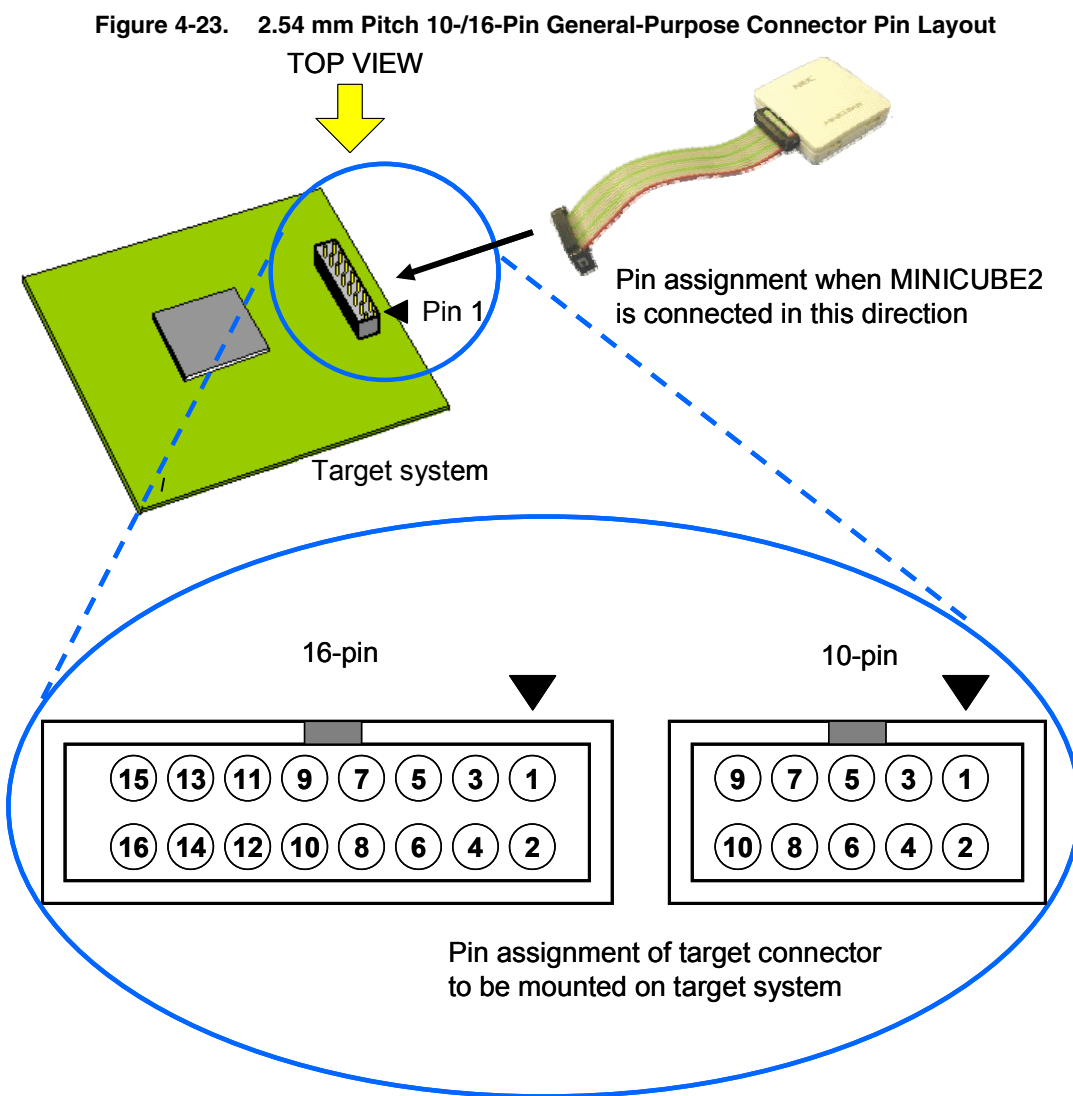 Figure 4-23. 2.54 mm Pitch 10-/16-Pin General-Purpose Connector Pin Layout
TOP VIEW
NEC
MINICUBE2
Pin assignment when MINICUBE2
is connected in this direction
Pin 1
Target system
16-pin
10-pin
15 13 11 9 7 5 3 1
16 14 12 10 8 6 4 2
9 7 5 3 1
10 8 6 4 2
Pin assignment of target connector
to be mounted on target system